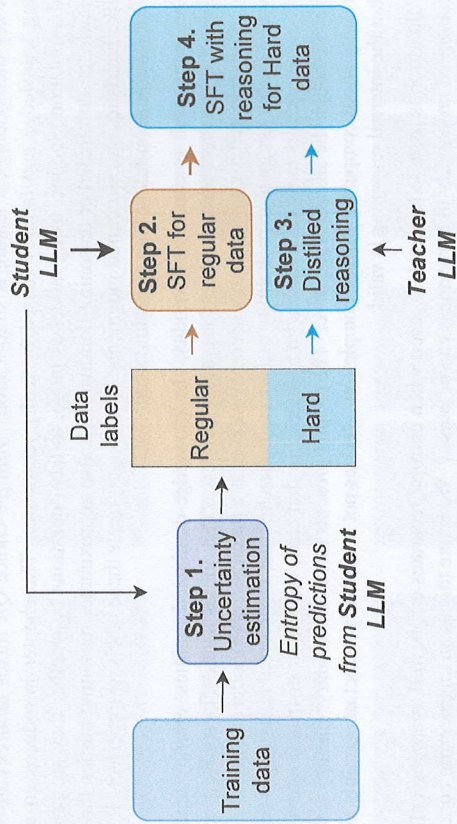 Training
data
Step 1.
Uncertainty
estimation
Entropy of
predictions
from Student
LLM
Data
labels
Regular
Hard
Student
LLM
Step 2.
SFT for
regular
data
Step 3.
Distilled
reasoning
Teacher
LLM
Step 4.
SFT with
reasoning
for Hard
data